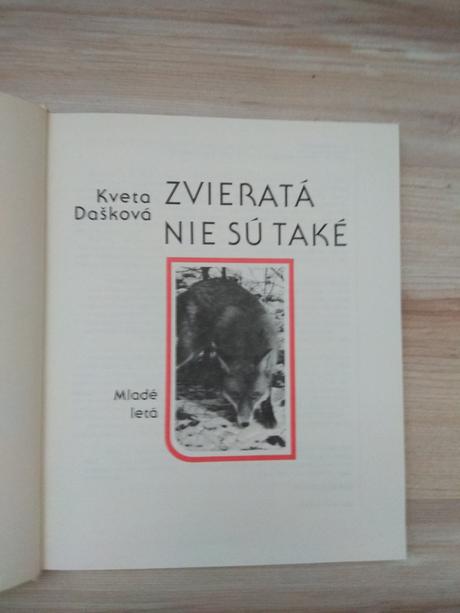 Kveta
Dašková
ZVIERATÁ
NIE SÚ TAKÉ
Mladé
letá